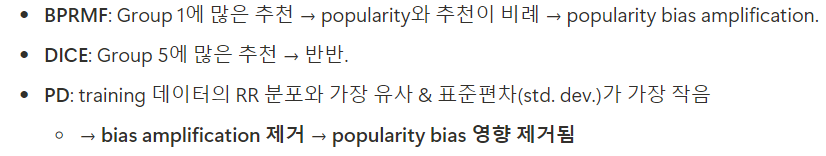 BPRMF: Group 1에 많은 추천 → popularity와 추천이 비례 → popularity bias amplification.
DICE: Group 5에 많은 추천 → 반반.
PD: training 데이터의 RR 분포와 가장 유사 & 표준편차(std. dev.)가 가장 작음
→ bias amplification 제거 → popularity bias 영향 제거됨